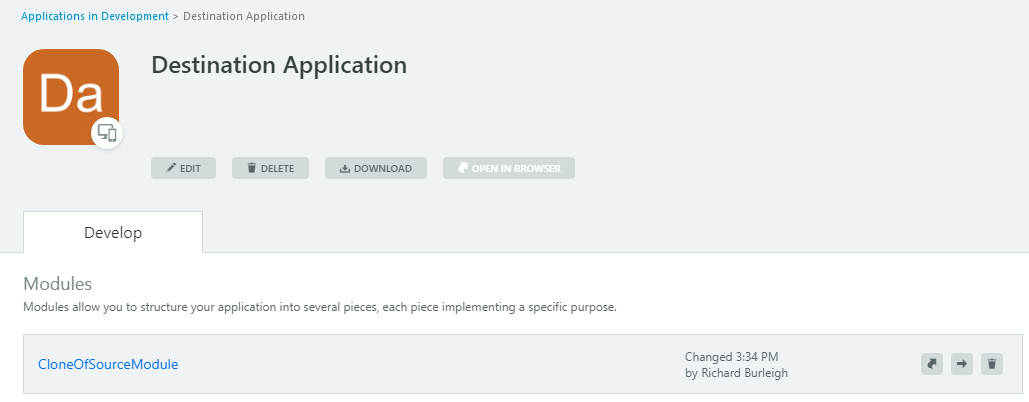 Applications in Development > Destination Application
Da
Destination Application
EDIT DELETE DOWNLOAD OPEN IN BROWSER
Develop
Modules
Modules allow you to structure your application into several pieces, each piece implementing a specific purpose.
CloneOfSourceModule
Changed 3:34 PM
by Richard Burleigh